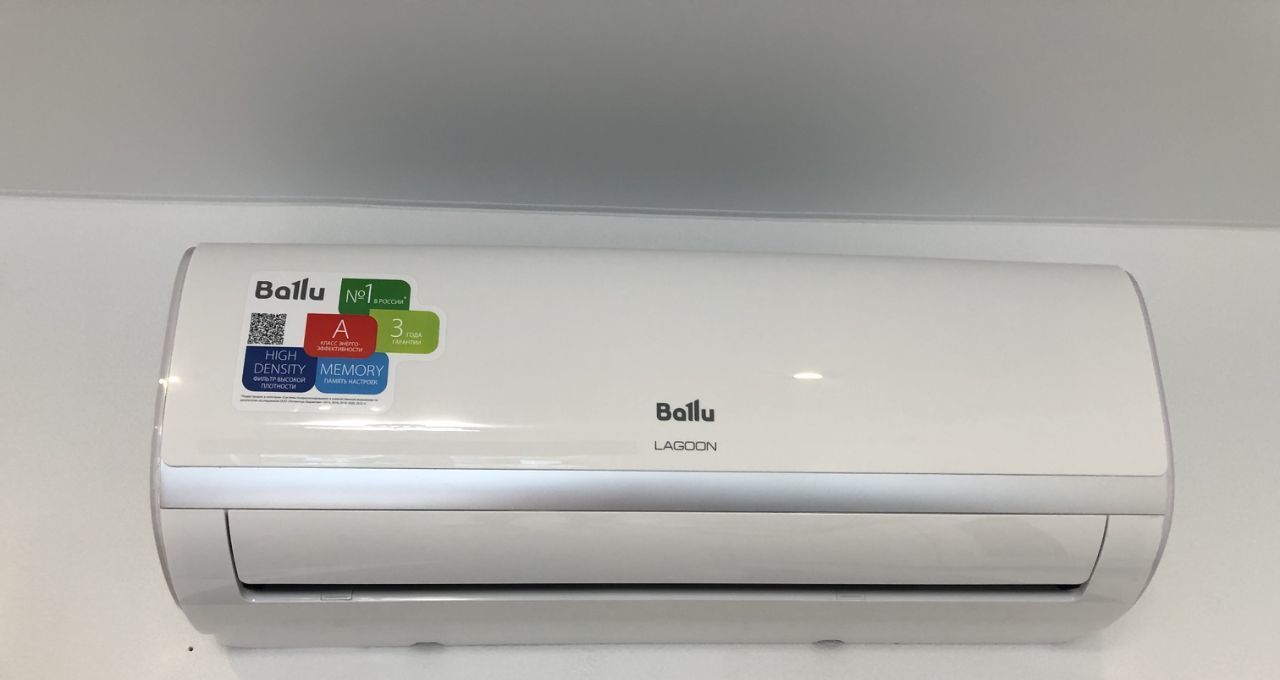 Ballu
№1 В РОССИИ*
A
КЛАСС ЭНЕРГО-
ЭФФЕКТИВНОСТИ
3 ГОДА
ГАРАНТИИ
HIGH
DENSITY
ФИЛЬТР ВЫСОКОЙ
ПЛОТНОСТИ
MEMORY
ПАМЯТЬ НАСТРОЕК
Ballu
LAGOON